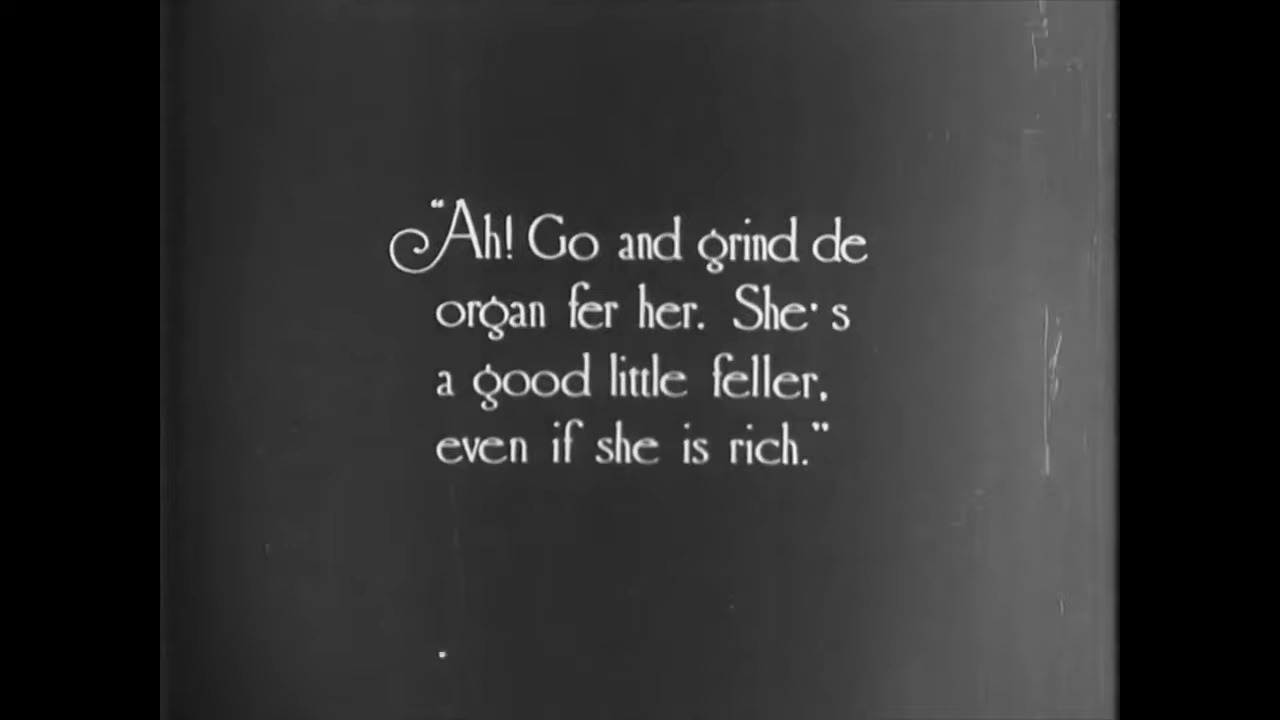 “Ah! Go and grind de
organ fer her. She's
a good little feller,
even if she is rich.”